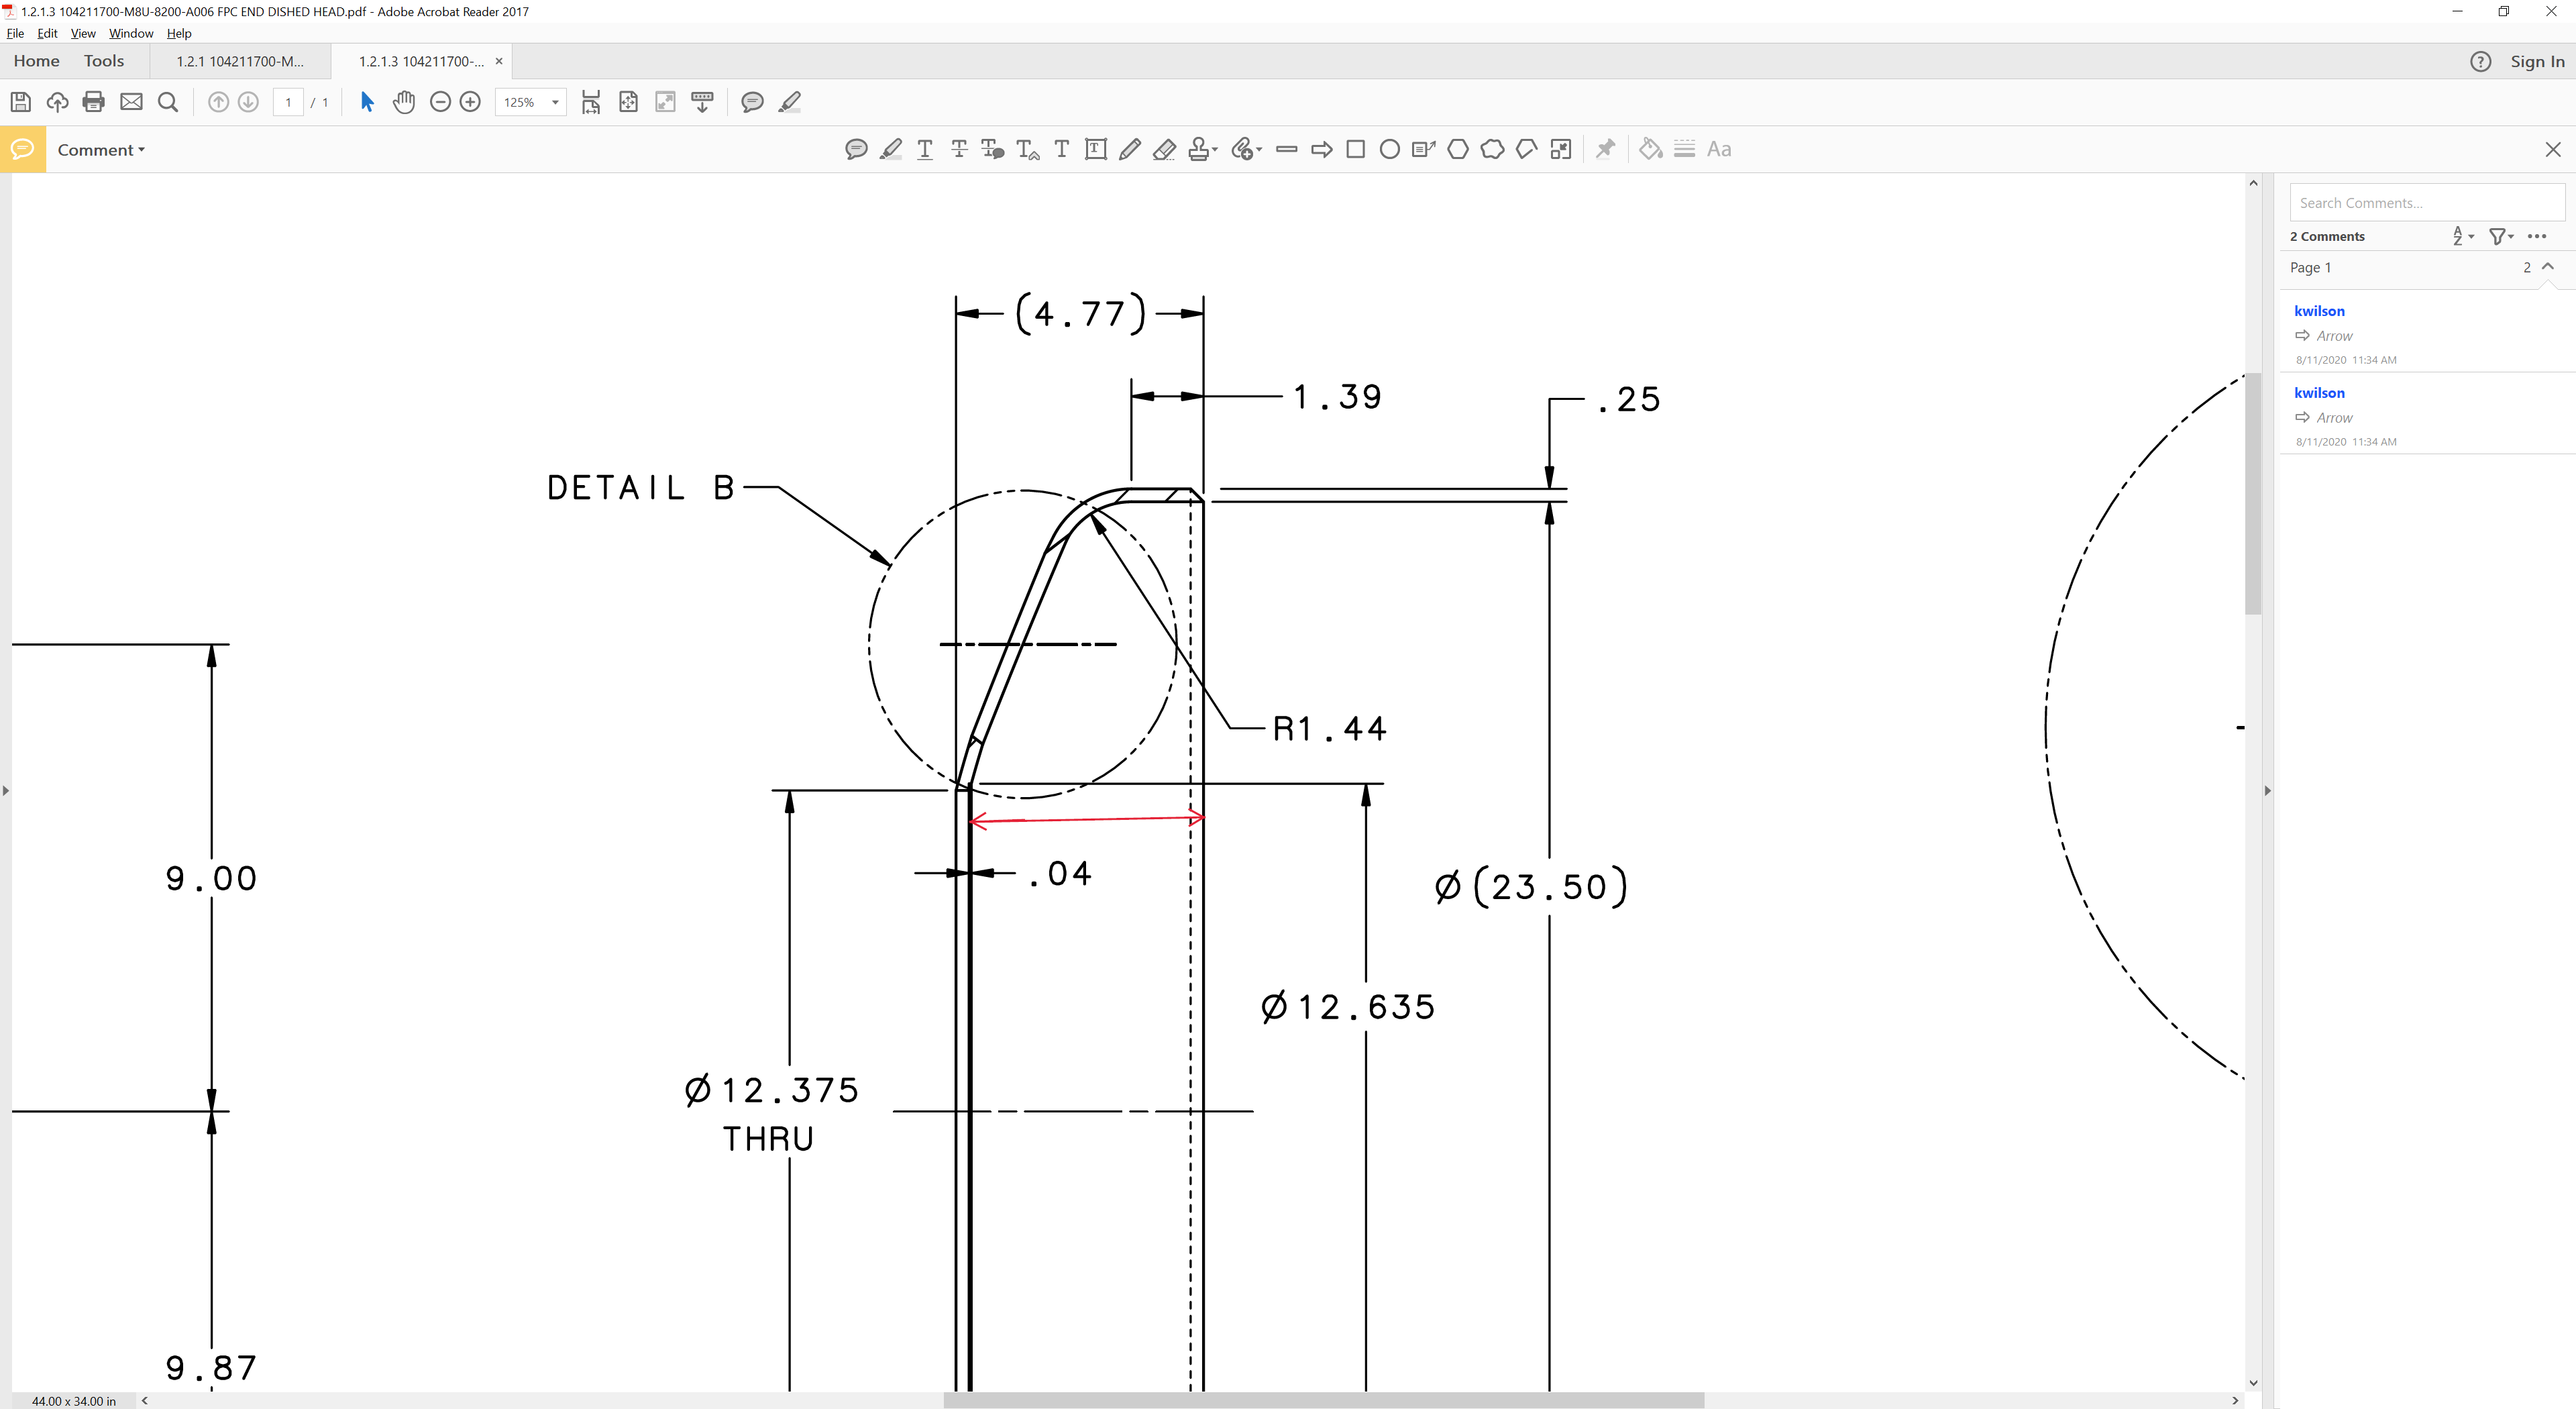 1.2.1.3 104211700-M8U-8200-A006 FPC END DISHED HEAD.pdf - Adobe Acrobat Reader 2017
File Edit View Window Help
Home Tools 1.2.1 104211700-M... 1.2.1.3 104211700-... × ? Sign In
1 / 1 125%
Comment Aa
Search Comments...
2 Comments
Page 1 2
kwilson
Arrow
8/11/2020 11:34 AM
kwilson
Arrow
8/11/2020 11:34 AM
(4.77)
1.39
.25
DETAIL B
R1.44
9.00
.04
Ø(23.50)
Ø12.635
Ø12.375
THRU
9.87
44.00 x 34.00 in